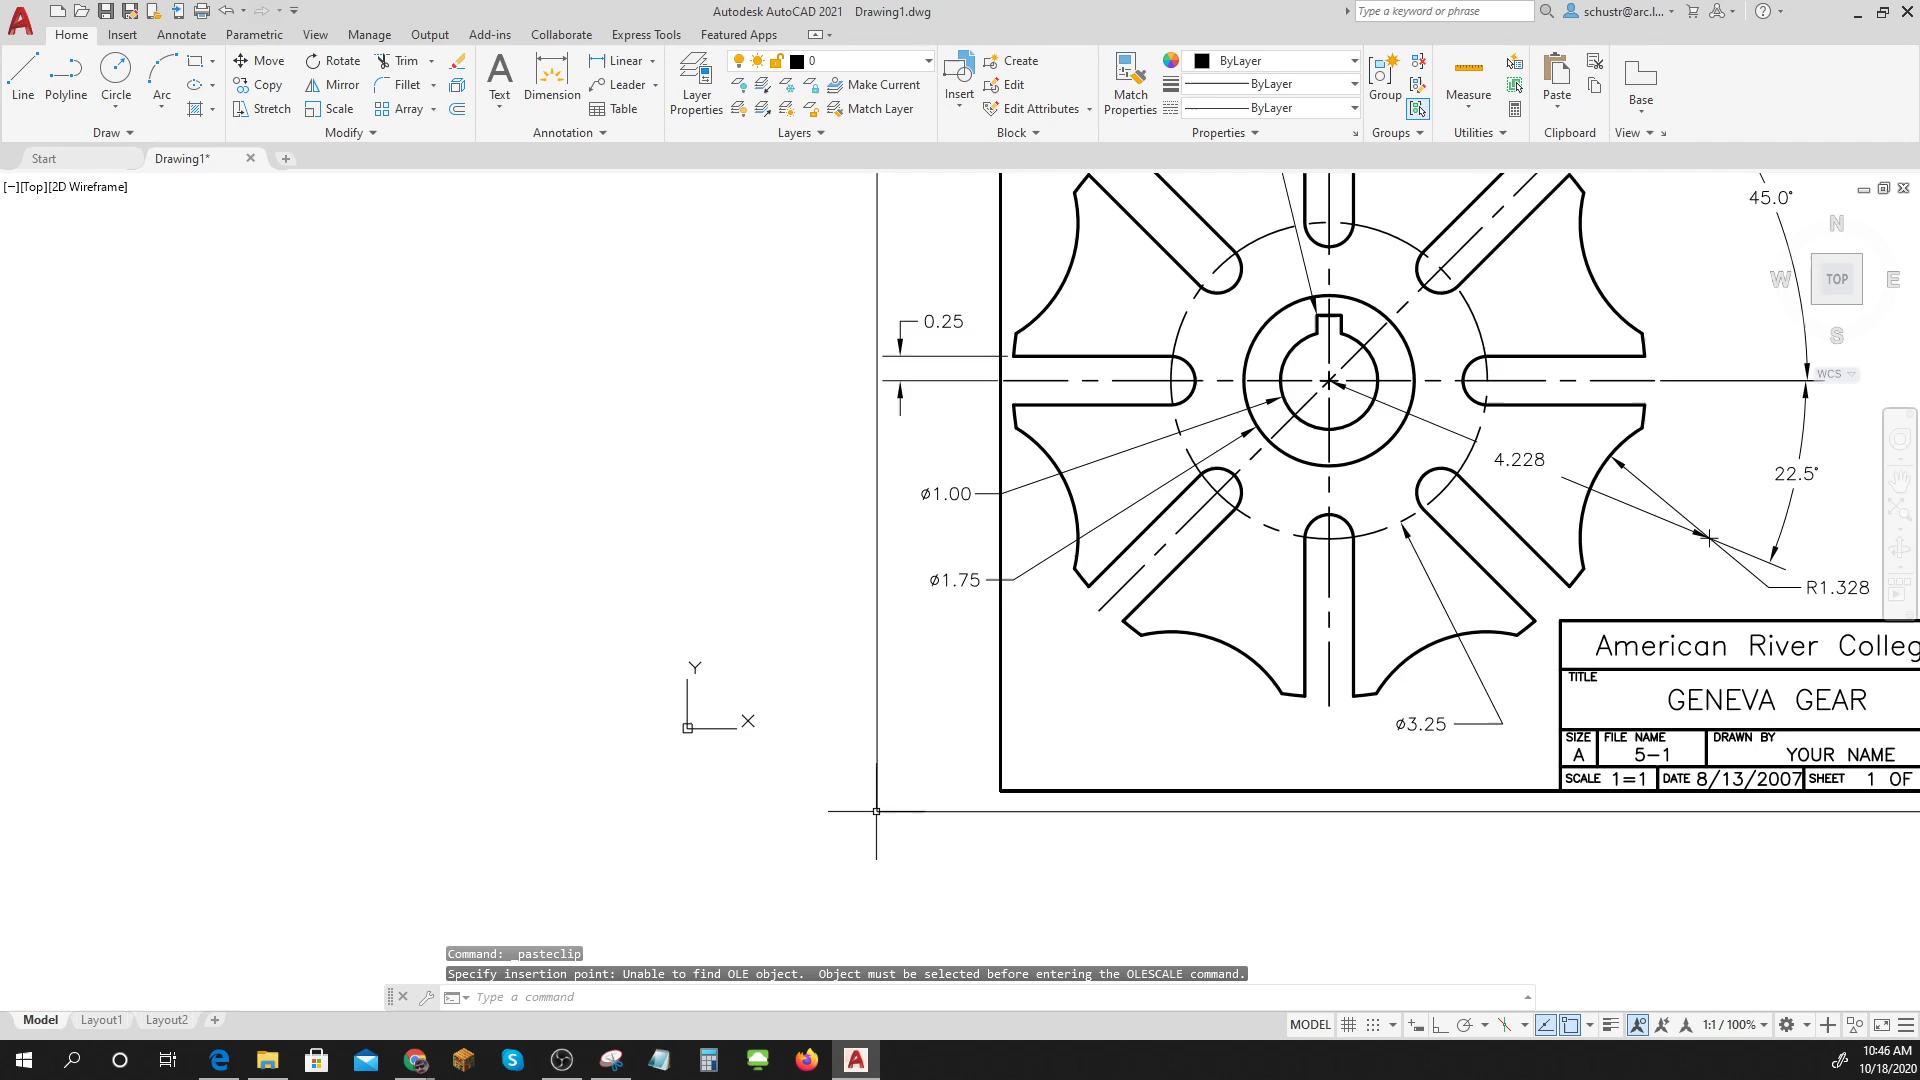 Autodesk AutoCAD 2021 Drawing1.dwg
Type a keyword or phrase
schustr@arc.l...
Home Insert Annotate Parametric View Manage Output Add-ins Collaborate Express Tools Featured Apps
Line Polyline Circle Arc
Draw
Move Rotate Trim
Copy Mirror Fillet
Stretch Scale Array
Modify
Text Dimension
Linear
Leader
Table
Annotation
Layer Properties
0
Make Current
Match Layer
Layers
Insert
Create
Edit
Edit Attributes
Block
Match Properties
ByLayer
ByLayer
ByLayer
Properties
Group
Groups
Measure
Utilities
Paste
Clipboard
Base
View
Start Drawing1*
[−][Top][2D Wireframe]
45.0°
N
W TOP E
S
WCS
0.25
4.228
22.5°
ø1.00
ø1.75
R1.328
ø3.25
Y
X
American River Colleg
TITLE
GENEVA GEAR
SIZE FILE NAME DRAWN BY
A 5-1 YOUR NAME
SCALE 1=1 DATE 8/13/2007 SHEET 1 OF
Command: _pasteclip
Specify insertion point: Unable to find OLE object. Object must be selected before entering the OLESCALE command.
Type a command
Model Layout1 Layout2
MODEL 1:1 / 100%
10:46 AM
10/18/2020